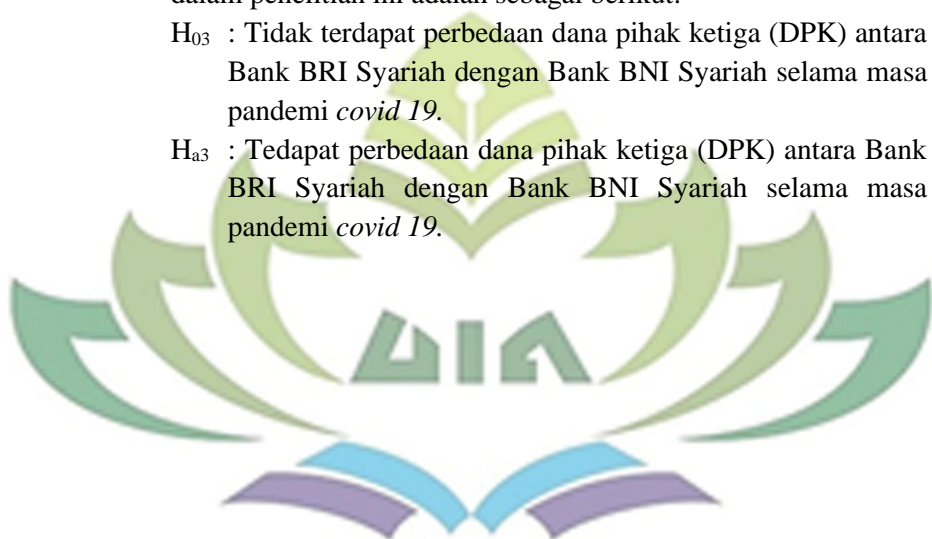 dalam penelitian ini adalah sebagai berikut:
H₀₃ : Tidak terdapat perbedaan dana pihak ketiga (DPK) antara
Bank BRI Syariah dengan Bank BNI Syariah selama masa
pandemi covid 19.
Hₐ₃ : Tedapat perbedaan dana pihak ketiga (DPK) antara Bank
BRI Syariah dengan Bank BNI Syariah selama masa
pandemi covid 19.
UIN